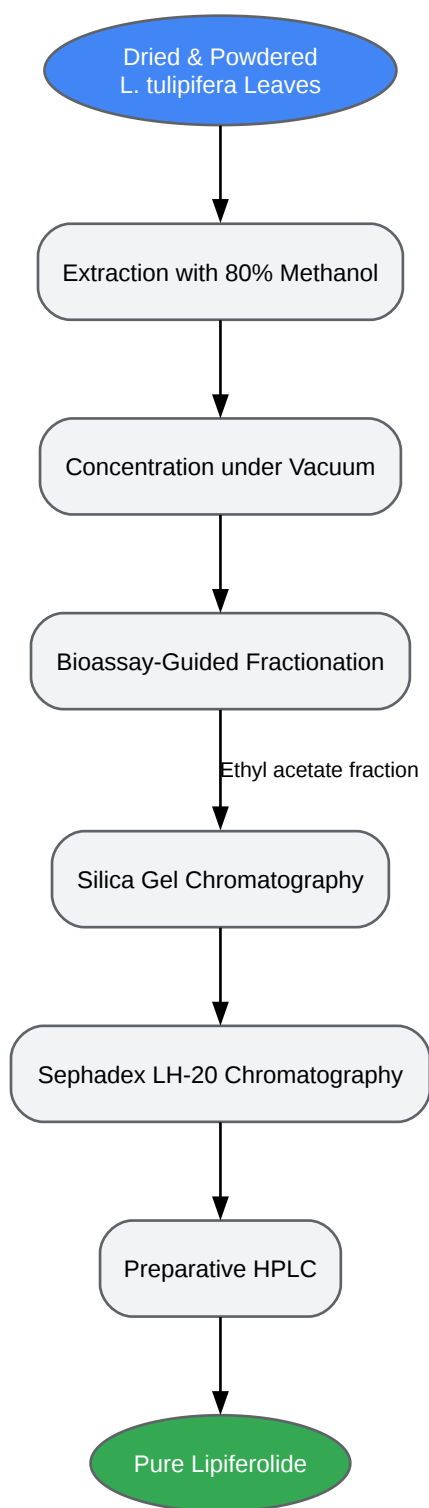 Dried & Powdered
L. tulipifera Leaves
Extraction with 80% Methanol
Concentration under Vacuum
Bioassay-Guided Fractionation
Ethyl acetate fraction
Silica Gel Chromatography
Sephadex LH-20 Chromatography
Preparative HPLC
Pure Lipiferolide